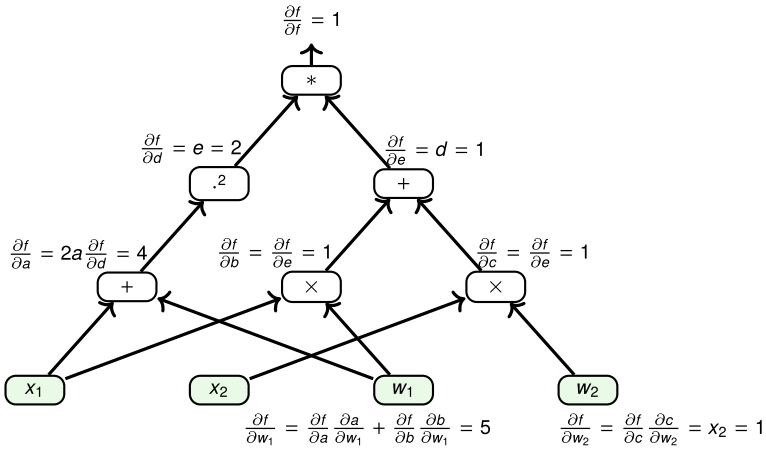 ∂f/∂f = 1
*
∂f/∂d = e = 2
∂f/∂e = d = 1
.²
+
∂f/∂a = 2a ∂f/∂d = 4
∂f/∂b = ∂f/∂e = 1
∂f/∂c = ∂f/∂e = 1
+
×
×
x₁
x₂
w₁
w₂
∂f/∂w₁ = ∂f/∂a ∂a/∂w₁ + ∂f/∂b ∂b/∂w₁ = 5
∂f/∂w₂ = ∂f/∂c ∂c/∂w₂ = x₂ = 1